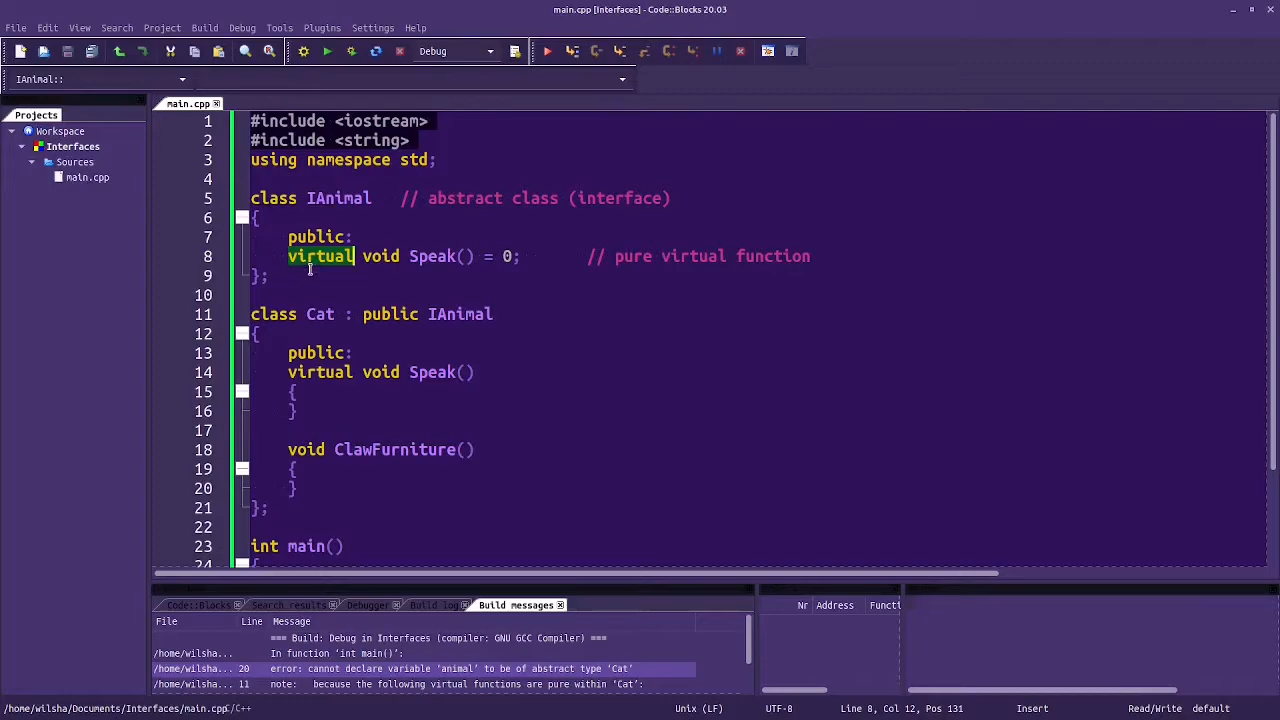 main.cpp [Interfaces] - Code::Blocks 20.03
File Edit View Search Project Build Debug Tools Plugins Settings Help
Debug
IAnimal::
Projects
main.cpp
Workspace
Interfaces
Sources
main.cpp
1 #include <iostream>
2 #include <string>
3 using namespace std;
4
5 class IAnimal // abstract class (interface)
6 {
7 public:
8 virtual void Speak() = 0; // pure virtual function
9 };
10
11 class Cat : public IAnimal
12 {
13 public:
14 virtual void Speak()
15 {
16 }
17
18 void ClawFurniture()
19 {
20 }
21 };
22
23 int main()
24 {
Code::Blocks Search results Debugger Build log Build messages
File Line Message
=== Build: Debug in Interfaces (compiler: GNU GCC Compiler) ===
/home/wilsha... In function ‘int main()’:
/home/wilsha... 20 error: cannot declare variable ‘animal’ to be of abstract type ‘Cat’
/home/wilsha... 11 note: because the following virtual functions are pure within ‘Cat’:
Nr Address Functi
/home/wilsha/Documents/Interfaces/main.cpp C/C++ Unix (LF) UTF-8 Line 8, Col 12, Pos 131 Insert Read/Write default